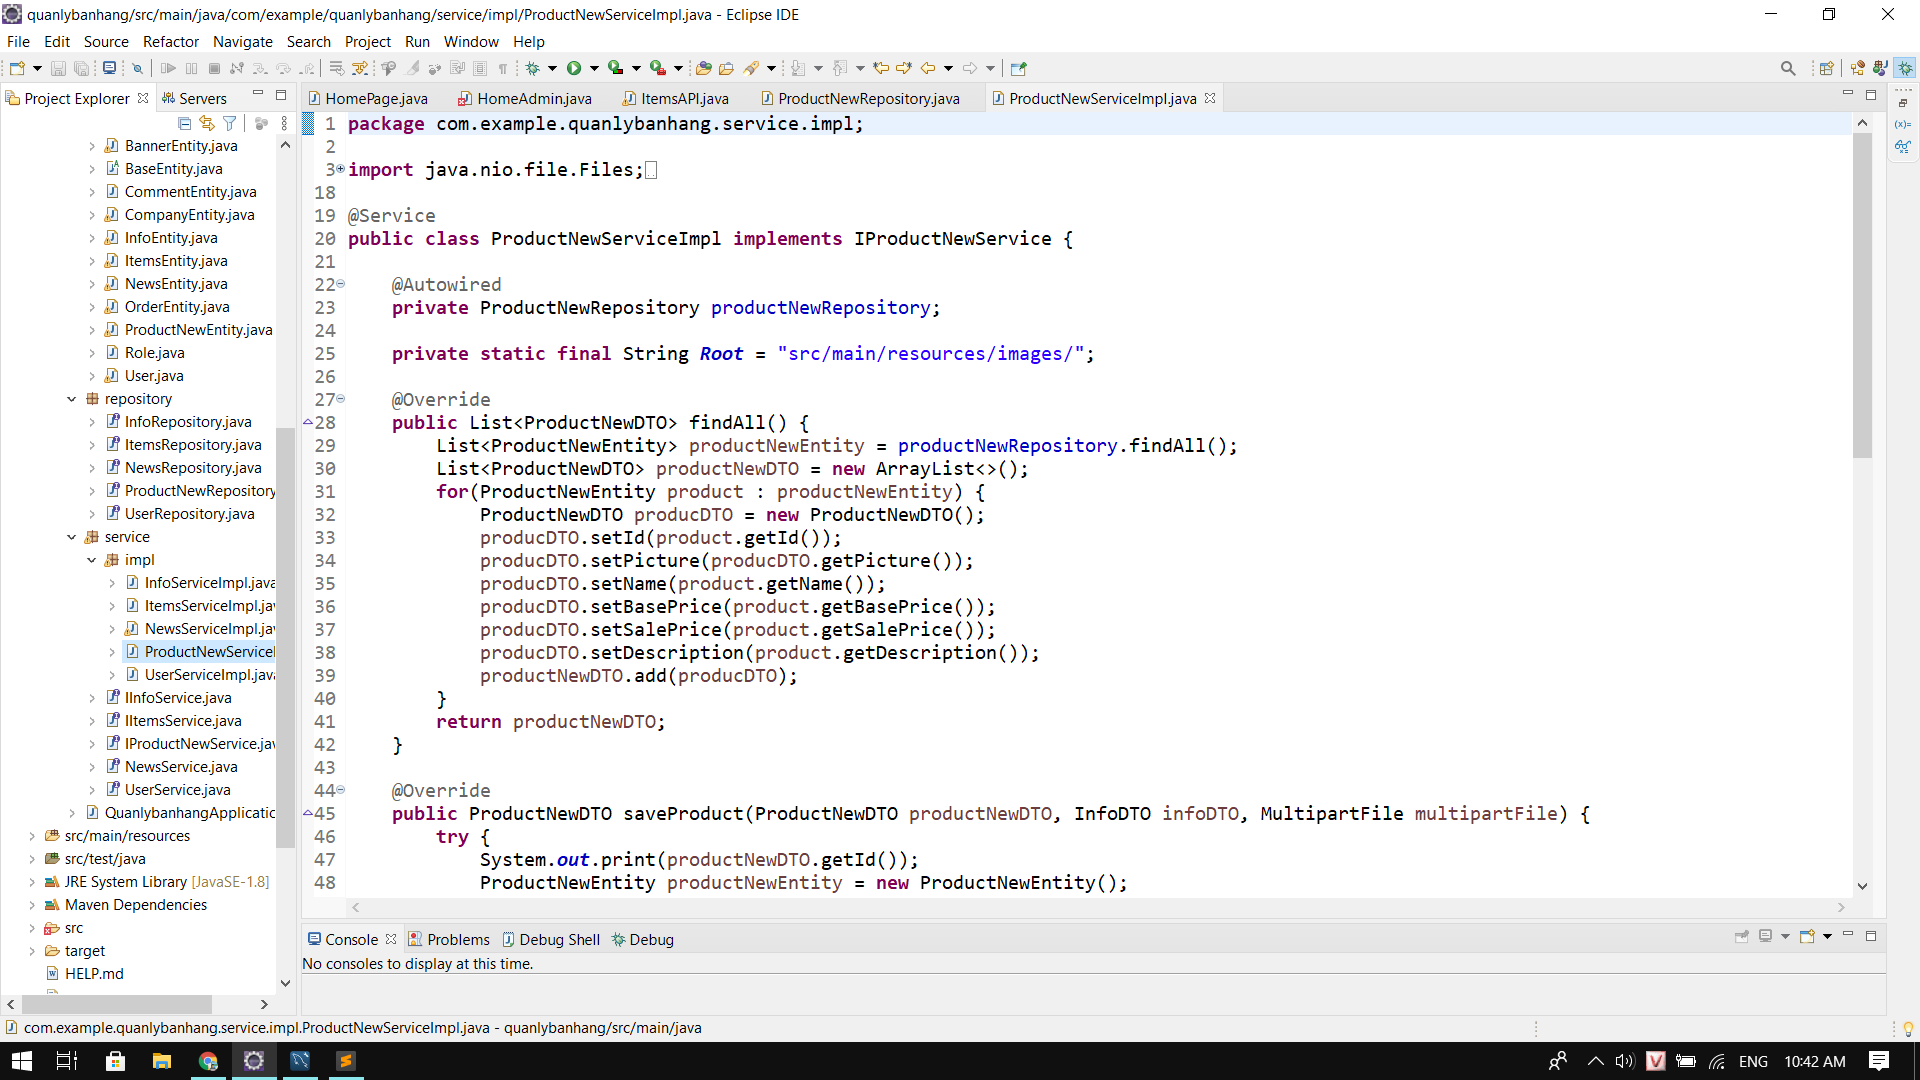 quanlybanhang/src/main/java/com/example/quanlybanhang/service/impl/ProductNewServiceImpl.java - Eclipse IDE
File Edit Source Refactor Navigate Search Project Run Window Help
Project Explorer
Servers
BannerEntity.java
BaseEntity.java
CommentEntity.java
CompanyEntity.java
InfoEntity.java
ItemsEntity.java
NewsEntity.java
OrderEntity.java
ProductNewEntity.java
Role.java
User.java
repository
InfoRepository.java
ItemsRepository.java
NewsRepository.java
ProductNewRepository
UserRepository.java
service
impl
InfoServiceImpl.java
ItemsServiceImpl.ja
NewsServiceImpl.ja
ProductNewServiceI
UserServiceImpl.java
IInfoService.java
IItemsService.java
IProductNewService.jav
NewsService.java
UserService.java
QuanlybanhangApplicatic
src/main/resources
src/test/java
JRE System Library [JavaSE-1.8]
Maven Dependencies
src
target
HELP.md
HomePage.java HomeAdmin.java ItemsAPI.java ProductNewRepository.java ProductNewServiceImpl.java
1 package com.example.quanlybanhang.service.impl;
2
3 import java.nio.file.Files;
18
19 @Service
20 public class ProductNewServiceImpl implements IProductNewService {
21
22 @Autowired
23 private ProductNewRepository productNewRepository;
24
25 private static final String Root = "src/main/resources/images/";
26
27 @Override
28 public List<ProductNewDTO> findAll() {
29 List<ProductNewEntity> productNewEntity = productNewRepository.findAll();
30 List<ProductNewDTO> productNewDTO = new ArrayList<>();
31 for(ProductNewEntity product : productNewEntity) {
32 ProductNewDTO producDTO = new ProductNewDTO();
33 producDTO.setId(product.getId());
34 producDTO.setPicture(producDTO.getPicture());
35 producDTO.setName(product.getName());
36 producDTO.setBasePrice(product.getBasePrice());
37 producDTO.setSalePrice(product.getSalePrice());
38 producDTO.setDescription(product.getDescription());
39 productNewDTO.add(producDTO);
40 }
41 return productNewDTO;
42 }
43
44 @Override
45 public ProductNewDTO saveProduct(ProductNewDTO productNewDTO, InfoDTO infoDTO, MultipartFile multipartFile) {
46 try {
47 System.out.print(productNewDTO.getId());
48 ProductNewEntity productNewEntity = new ProductNewEntity();
Console Problems Debug Shell Debug
No consoles to display at this time.
com.example.quanlybanhang.service.impl.ProductNewServiceImpl.java - quanlybanhang/src/main/java
ENG 10:42 AM